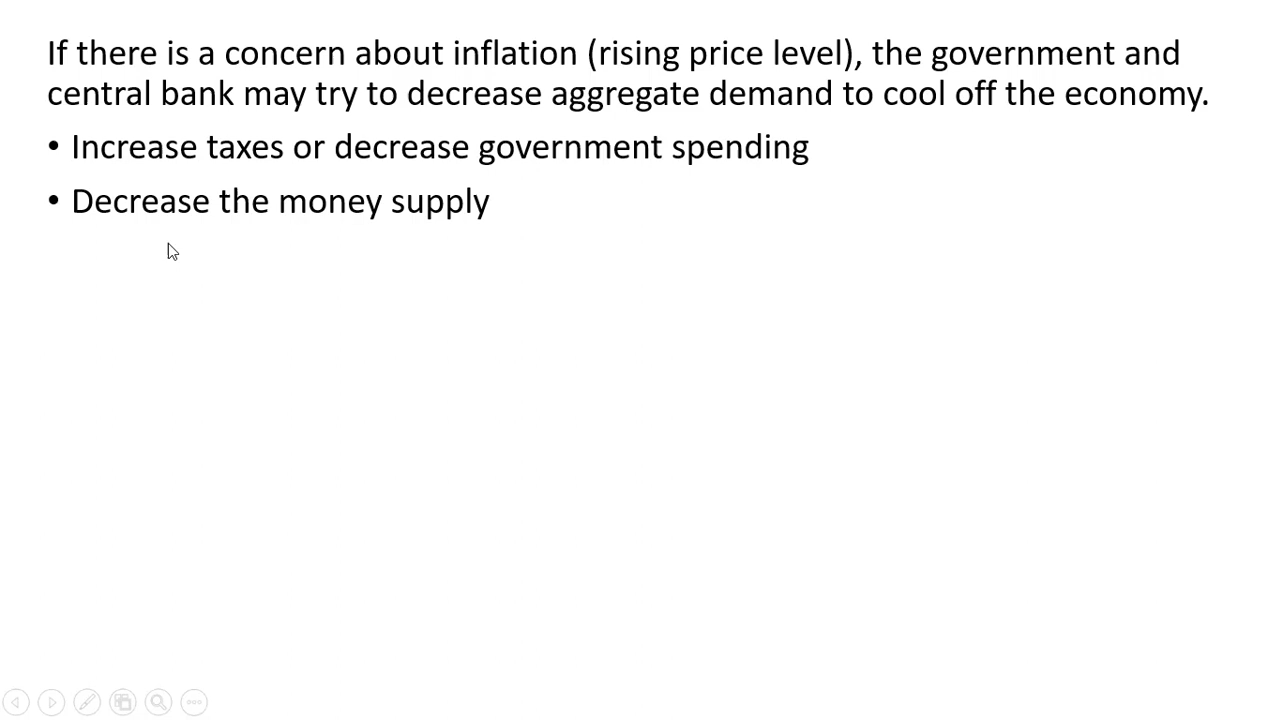 If there is a concern about inflation (rising price level), the government and
central bank may try to decrease aggregate demand to cool off the economy.
• Increase taxes or decrease government spending
• Decrease the money supply